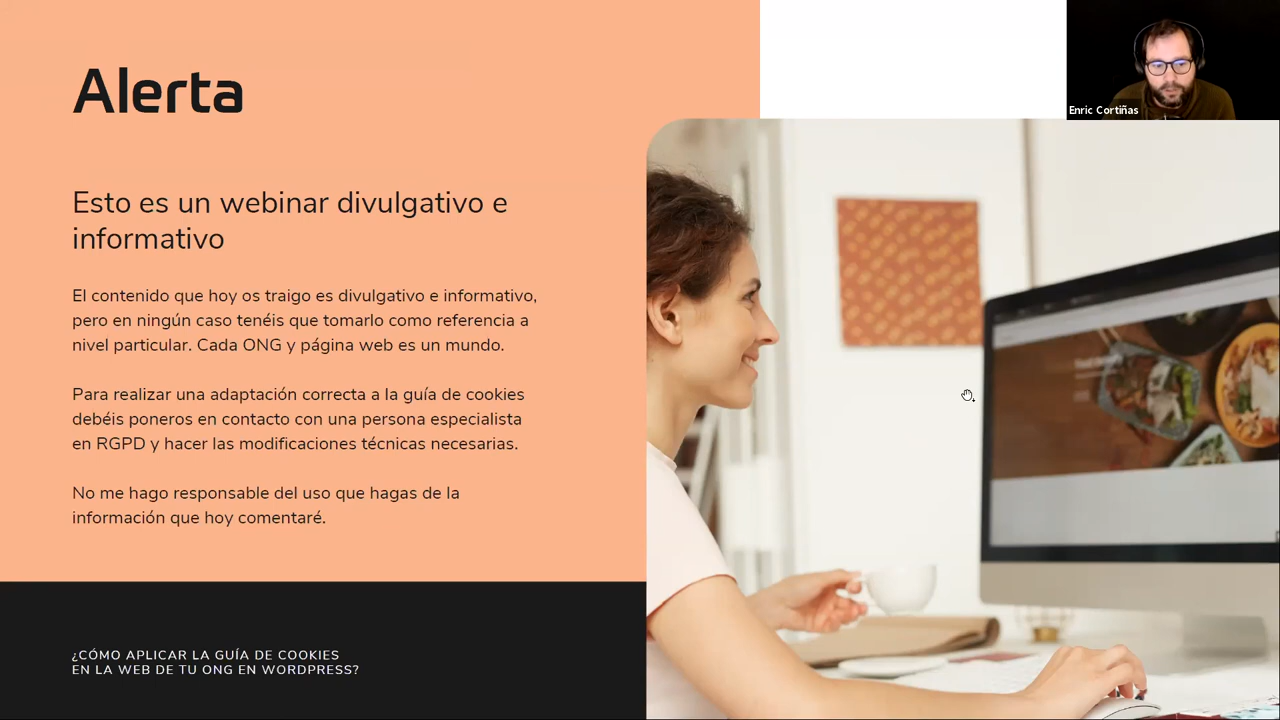 Alerta
Enric Cortiñas
Esto es un webinar divulgativo e
informativo
El contenido que hoy os traigo es divulgativo e informativo,
pero en ningún caso tenéis que tomarlo como referencia a
nivel particular. Cada ONG y página web es un mundo.
Para realizar una adaptación correcta a la guía de cookies
debéis poneros en contacto con una persona especialista
en RGPD y hacer las modificaciones técnicas necesarias.
No me hago responsable del uso que hagas de la
información que hoy comentaré.
¿CÓMO APLICAR LA GUÍA DE COOKIES
EN LA WEB DE TU ONG EN WORDPRESS?